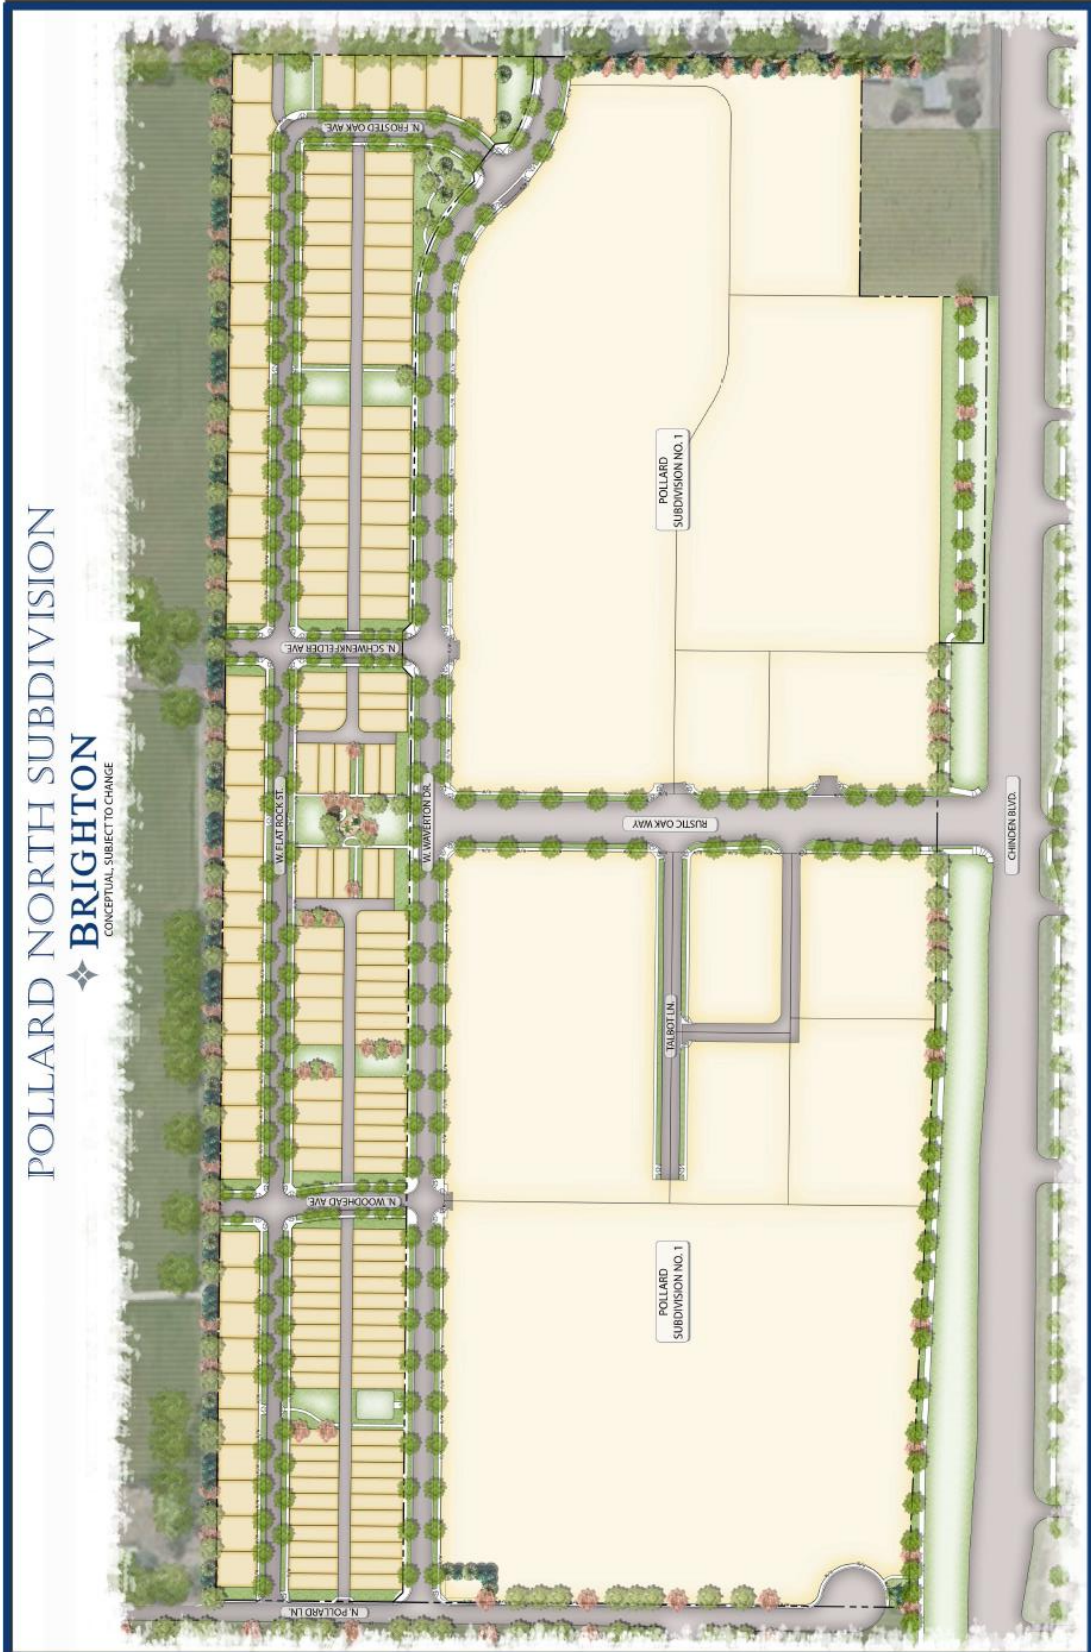 POLLARD NORTH SUBDIVISION
BRIGHTON
CONCEPTUAL, SUBJECT TO CHANGE
N. FROSTED OAK AVE.
N. SCHWENKFELDER AVE.
W. FLAT ROCK ST.
W. WAVERTON DR.
N. WOODHEAD AVE.
N. POLLARD LN.
POLLARD
SUBDIVISION NO. 1
RUSTIC OAK WAY
TALBOT LN.
POLLARD
SUBDIVISION NO. 1
CHINDEN BLVD.